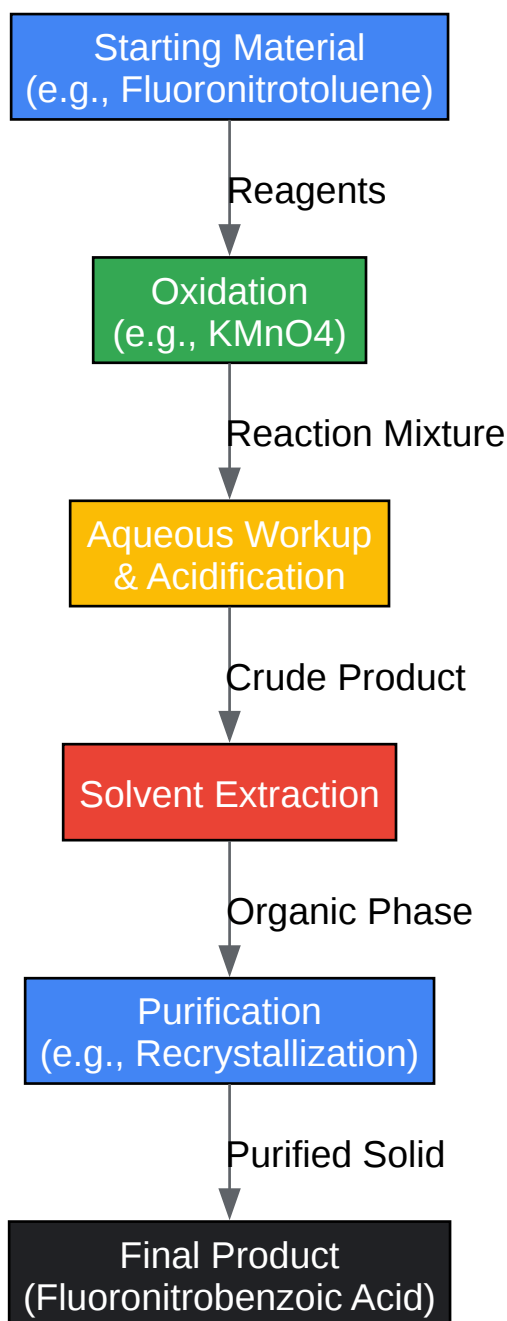 Starting Material
(e.g., Fluoronitrotoluene)
Reagents
Oxidation
(e.g., KMnO4)
Reaction Mixture
Aqueous Workup
& Acidification
Crude Product
Solvent Extraction
Organic Phase
Purification
(e.g., Recrystallization)
Purified Solid
Final Product
(Fluoronitrobenzoic Acid)